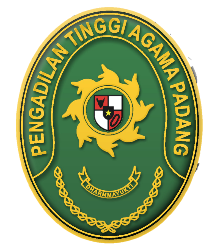 PENGADILAN TINGGI AGAMA PADANG
DHARMMAYUKTI